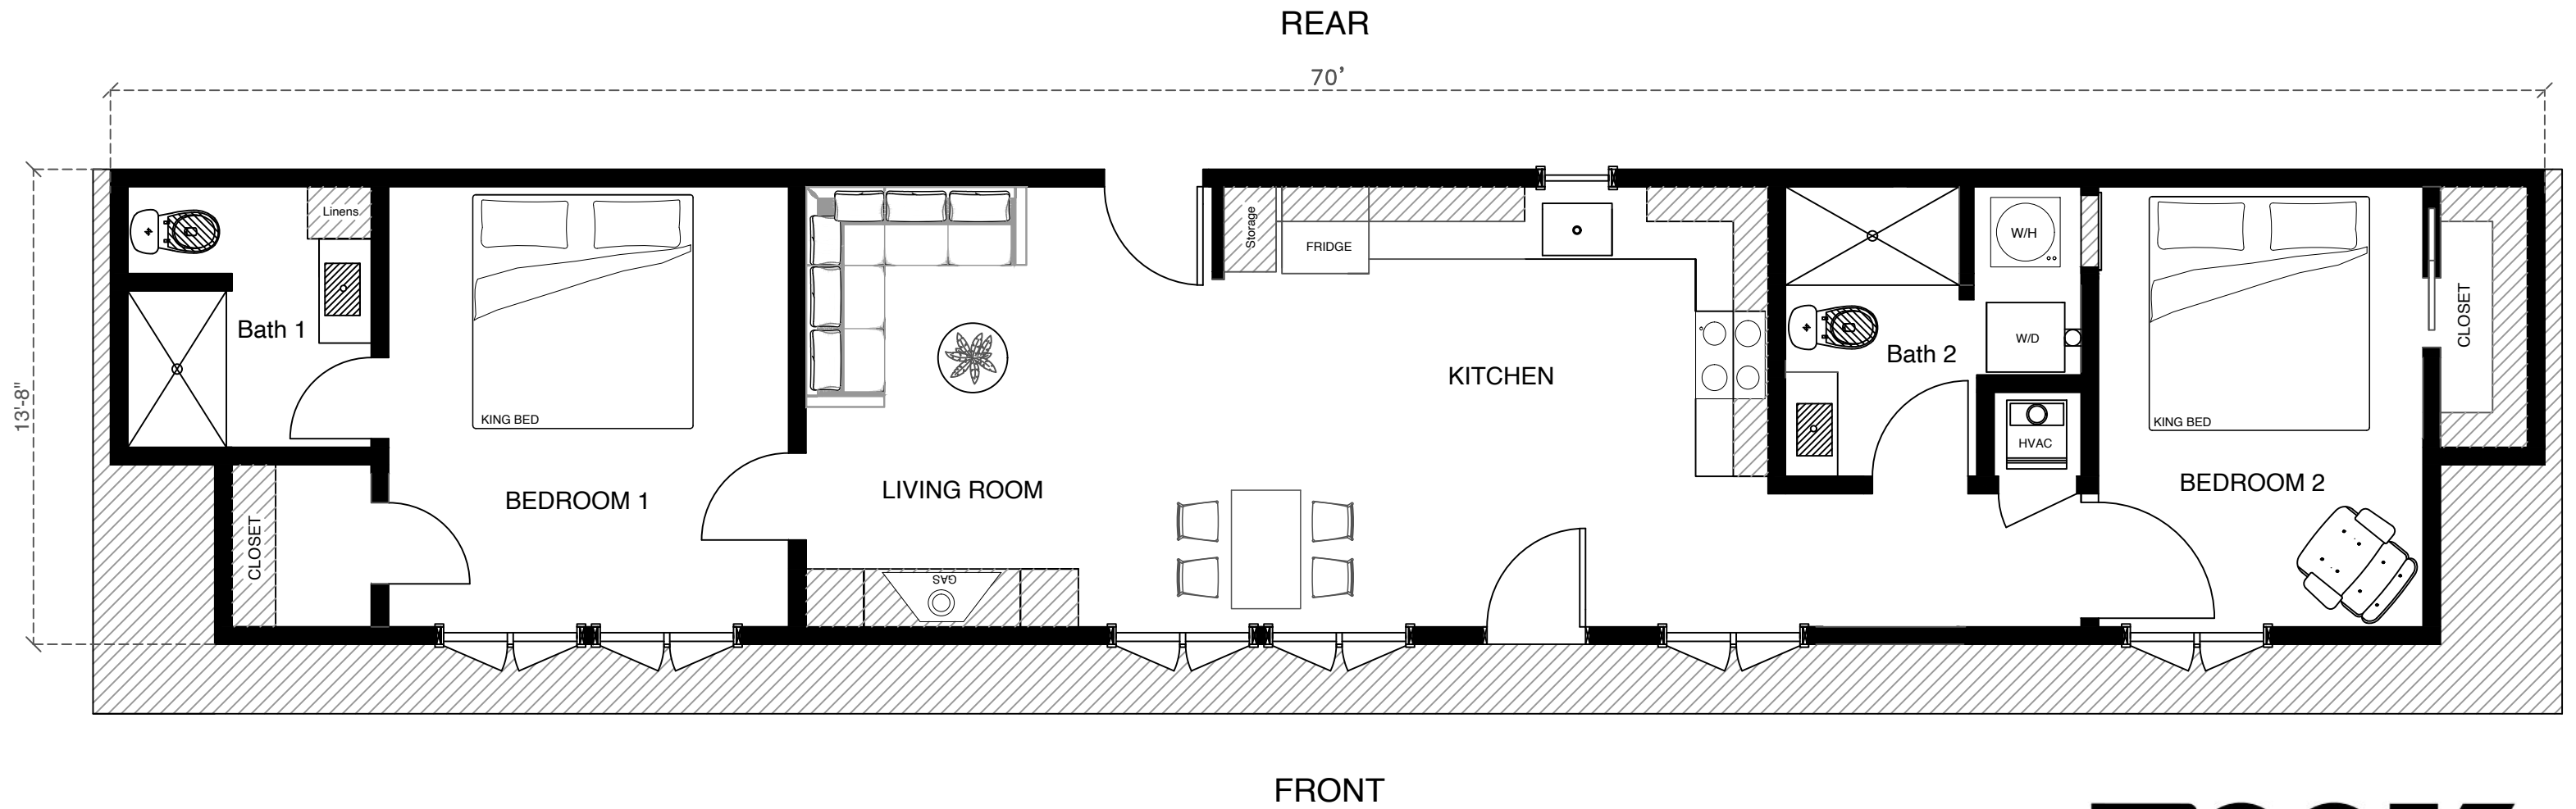 REAR
70'
13'-8"
Linens
Bath 1
KING BED
BEDROOM 1
CLOSET
LIVING ROOM
GAS
Storage
FRIDGE
KITCHEN
Bath 2
W/H
W/D
HVAC
KING BED
BEDROOM 2
CLOSET
FRONT